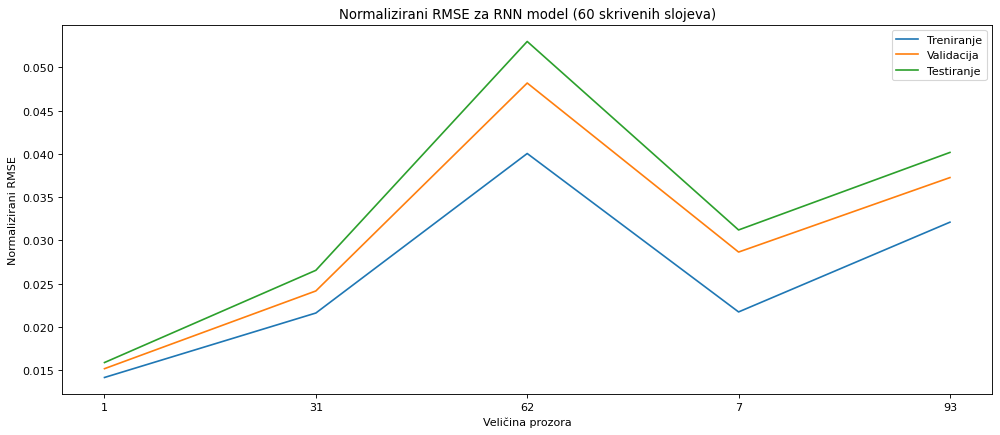 Normalizirani RMSE za RNN model (60 skrivenih slojeva)
Treniranje
Validacija
Testiranje
Normalizirani RMSE
0.050
0.045
0.040
0.035
0.030
0.025
0.020
0.015
1 31 62 7 93
Veličina prozora